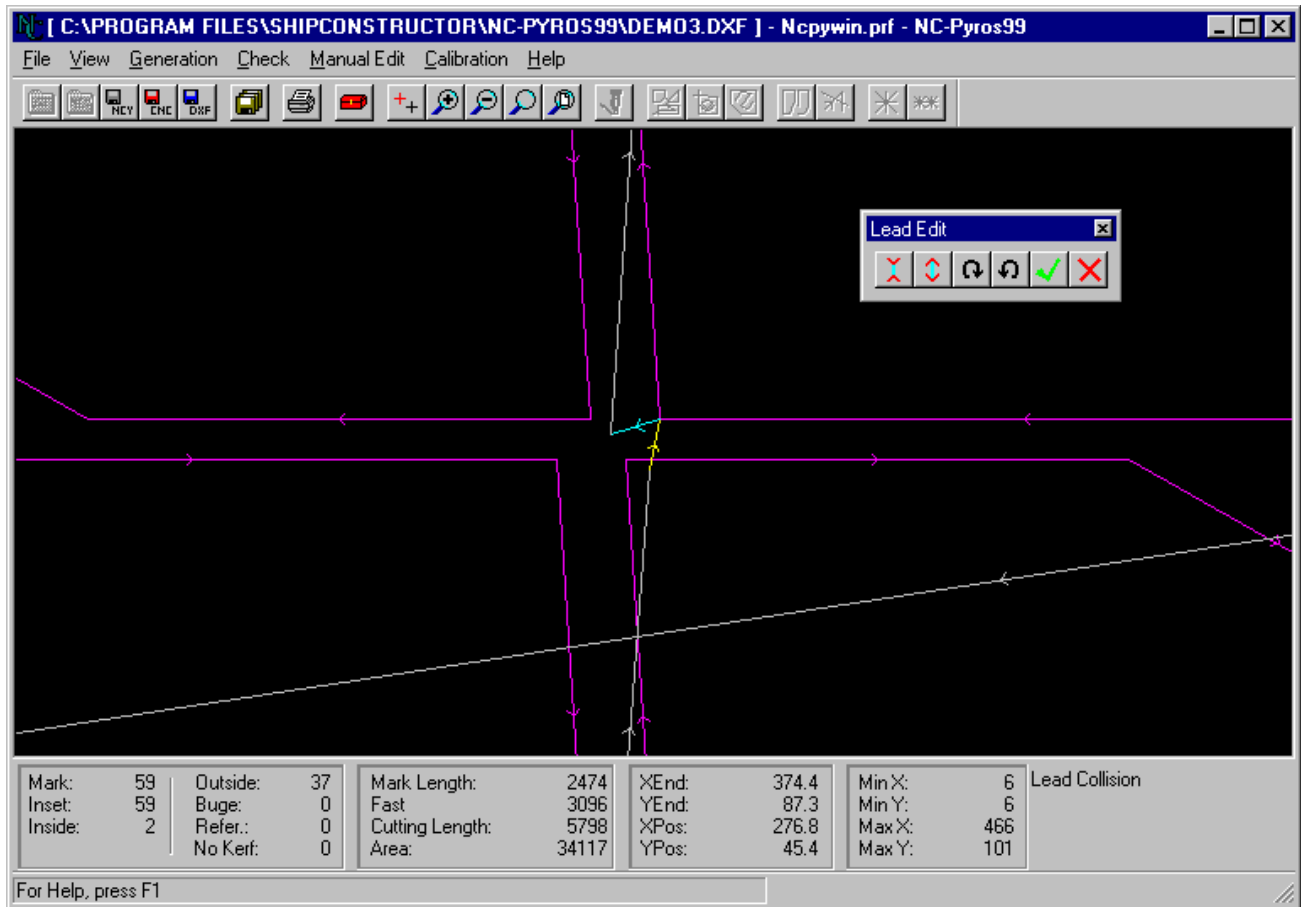 [ C:\PROGRAM FILES\SHIPCONSTRUCTOR\NC-PYROS99\DEMO3.DXF ] - Ncpywin.prf - NC-Pyros99
File View Generation Check Manual Edit Calibration Help
NCY ENC DXF
Lead Edit
Mark: 59 Outside: 37 Mark Length: 2474 XEnd: 374.4 Min X: 6 Lead Collision
Inset: 59 Buge: 0 Fast 3096 YEnd: 87.3 Min Y: 6
Inside: 2 Refer.: 0 Cutting Length: 5798 XPos: 276.8 Max X: 466
No Kerf: 0 Area: 34117 YPos: 45.4 Max Y: 101
For Help, press F1